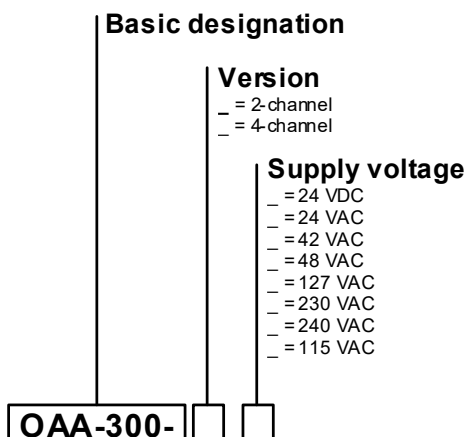 Basic designation
Version
_ = 2-channel
_ = 4-channel
Supply voltage
_ = 24 VDC
_ = 24 VAC
_ = 42 VAC
_ = 48 VAC
_ = 127 VAC
_ = 230 VAC
_ = 240 VAC
_ = 115 VAC
OAA-300-